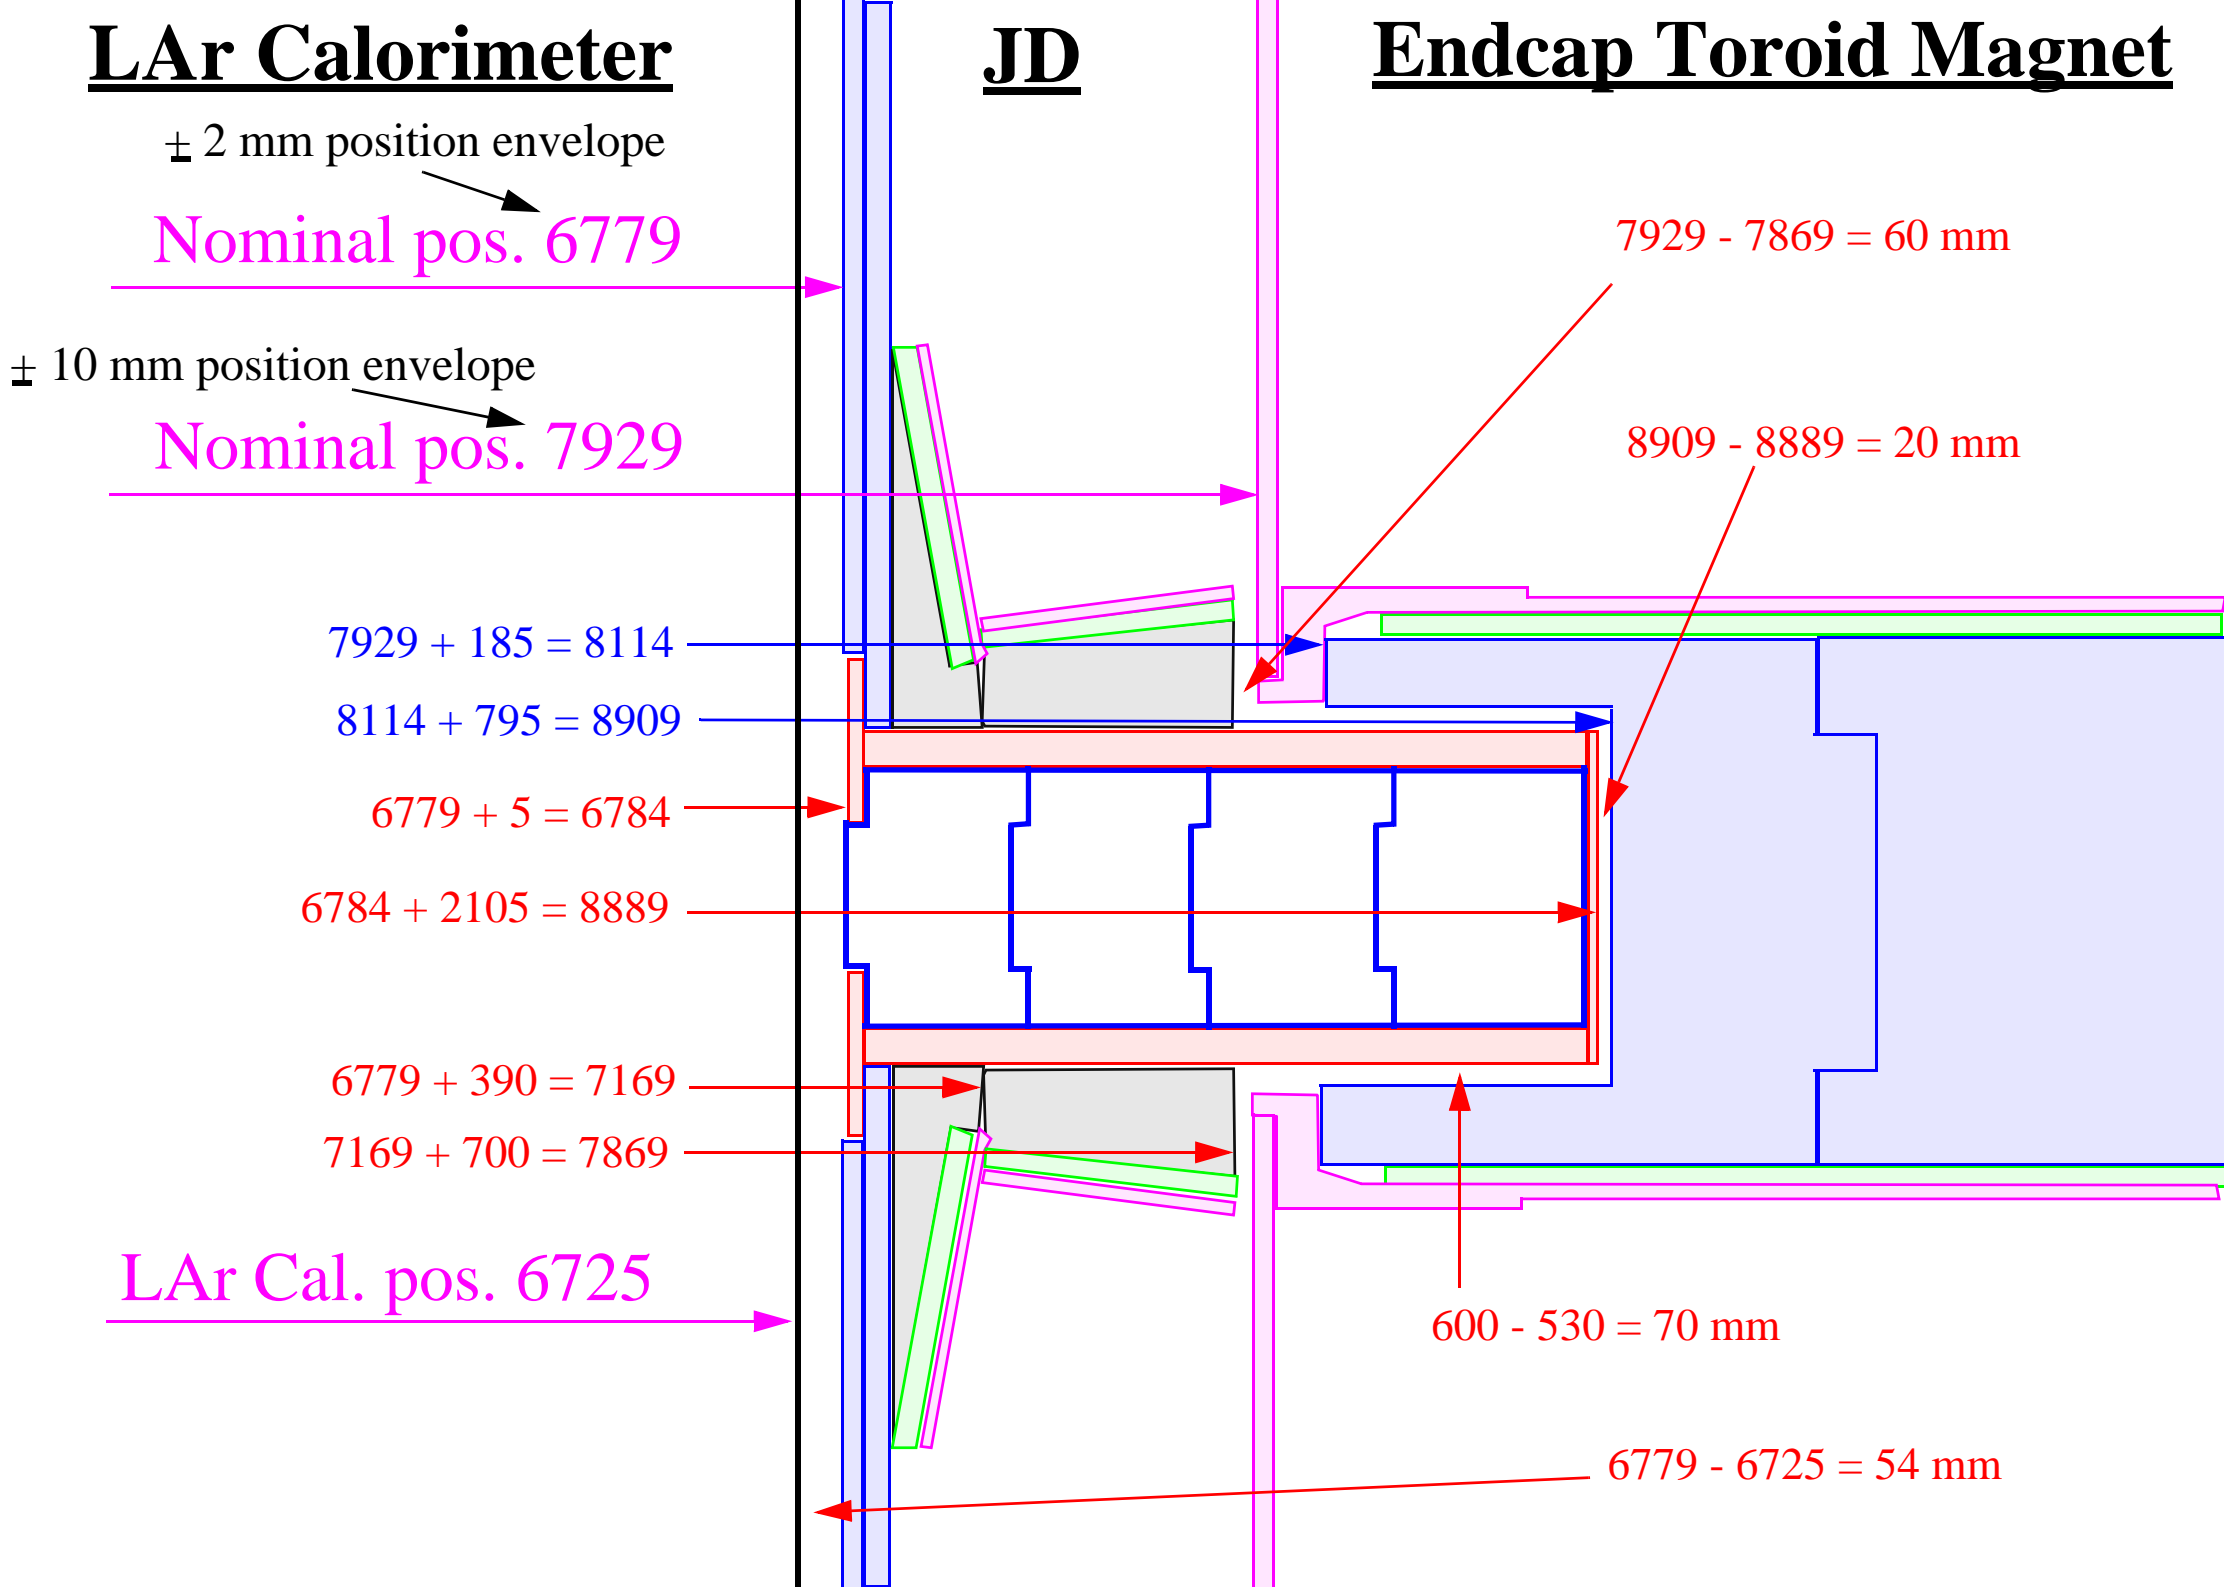 LAr Calorimeter
JD
Endcap Toroid Magnet
± 2 mm position envelope
Nominal pos. 6779
7929 - 7869 = 60 mm
± 10 mm position envelope
Nominal pos. 7929
8909 - 8889 = 20 mm
7929 + 185 = 8114
8114 + 795 = 8909
6779 + 5 = 6784
6784 + 2105 = 8889
6779 + 390 = 7169
7169 + 700 = 7869
LAr Cal. pos. 6725
600 - 530 = 70 mm
6779 - 6725 = 54 mm